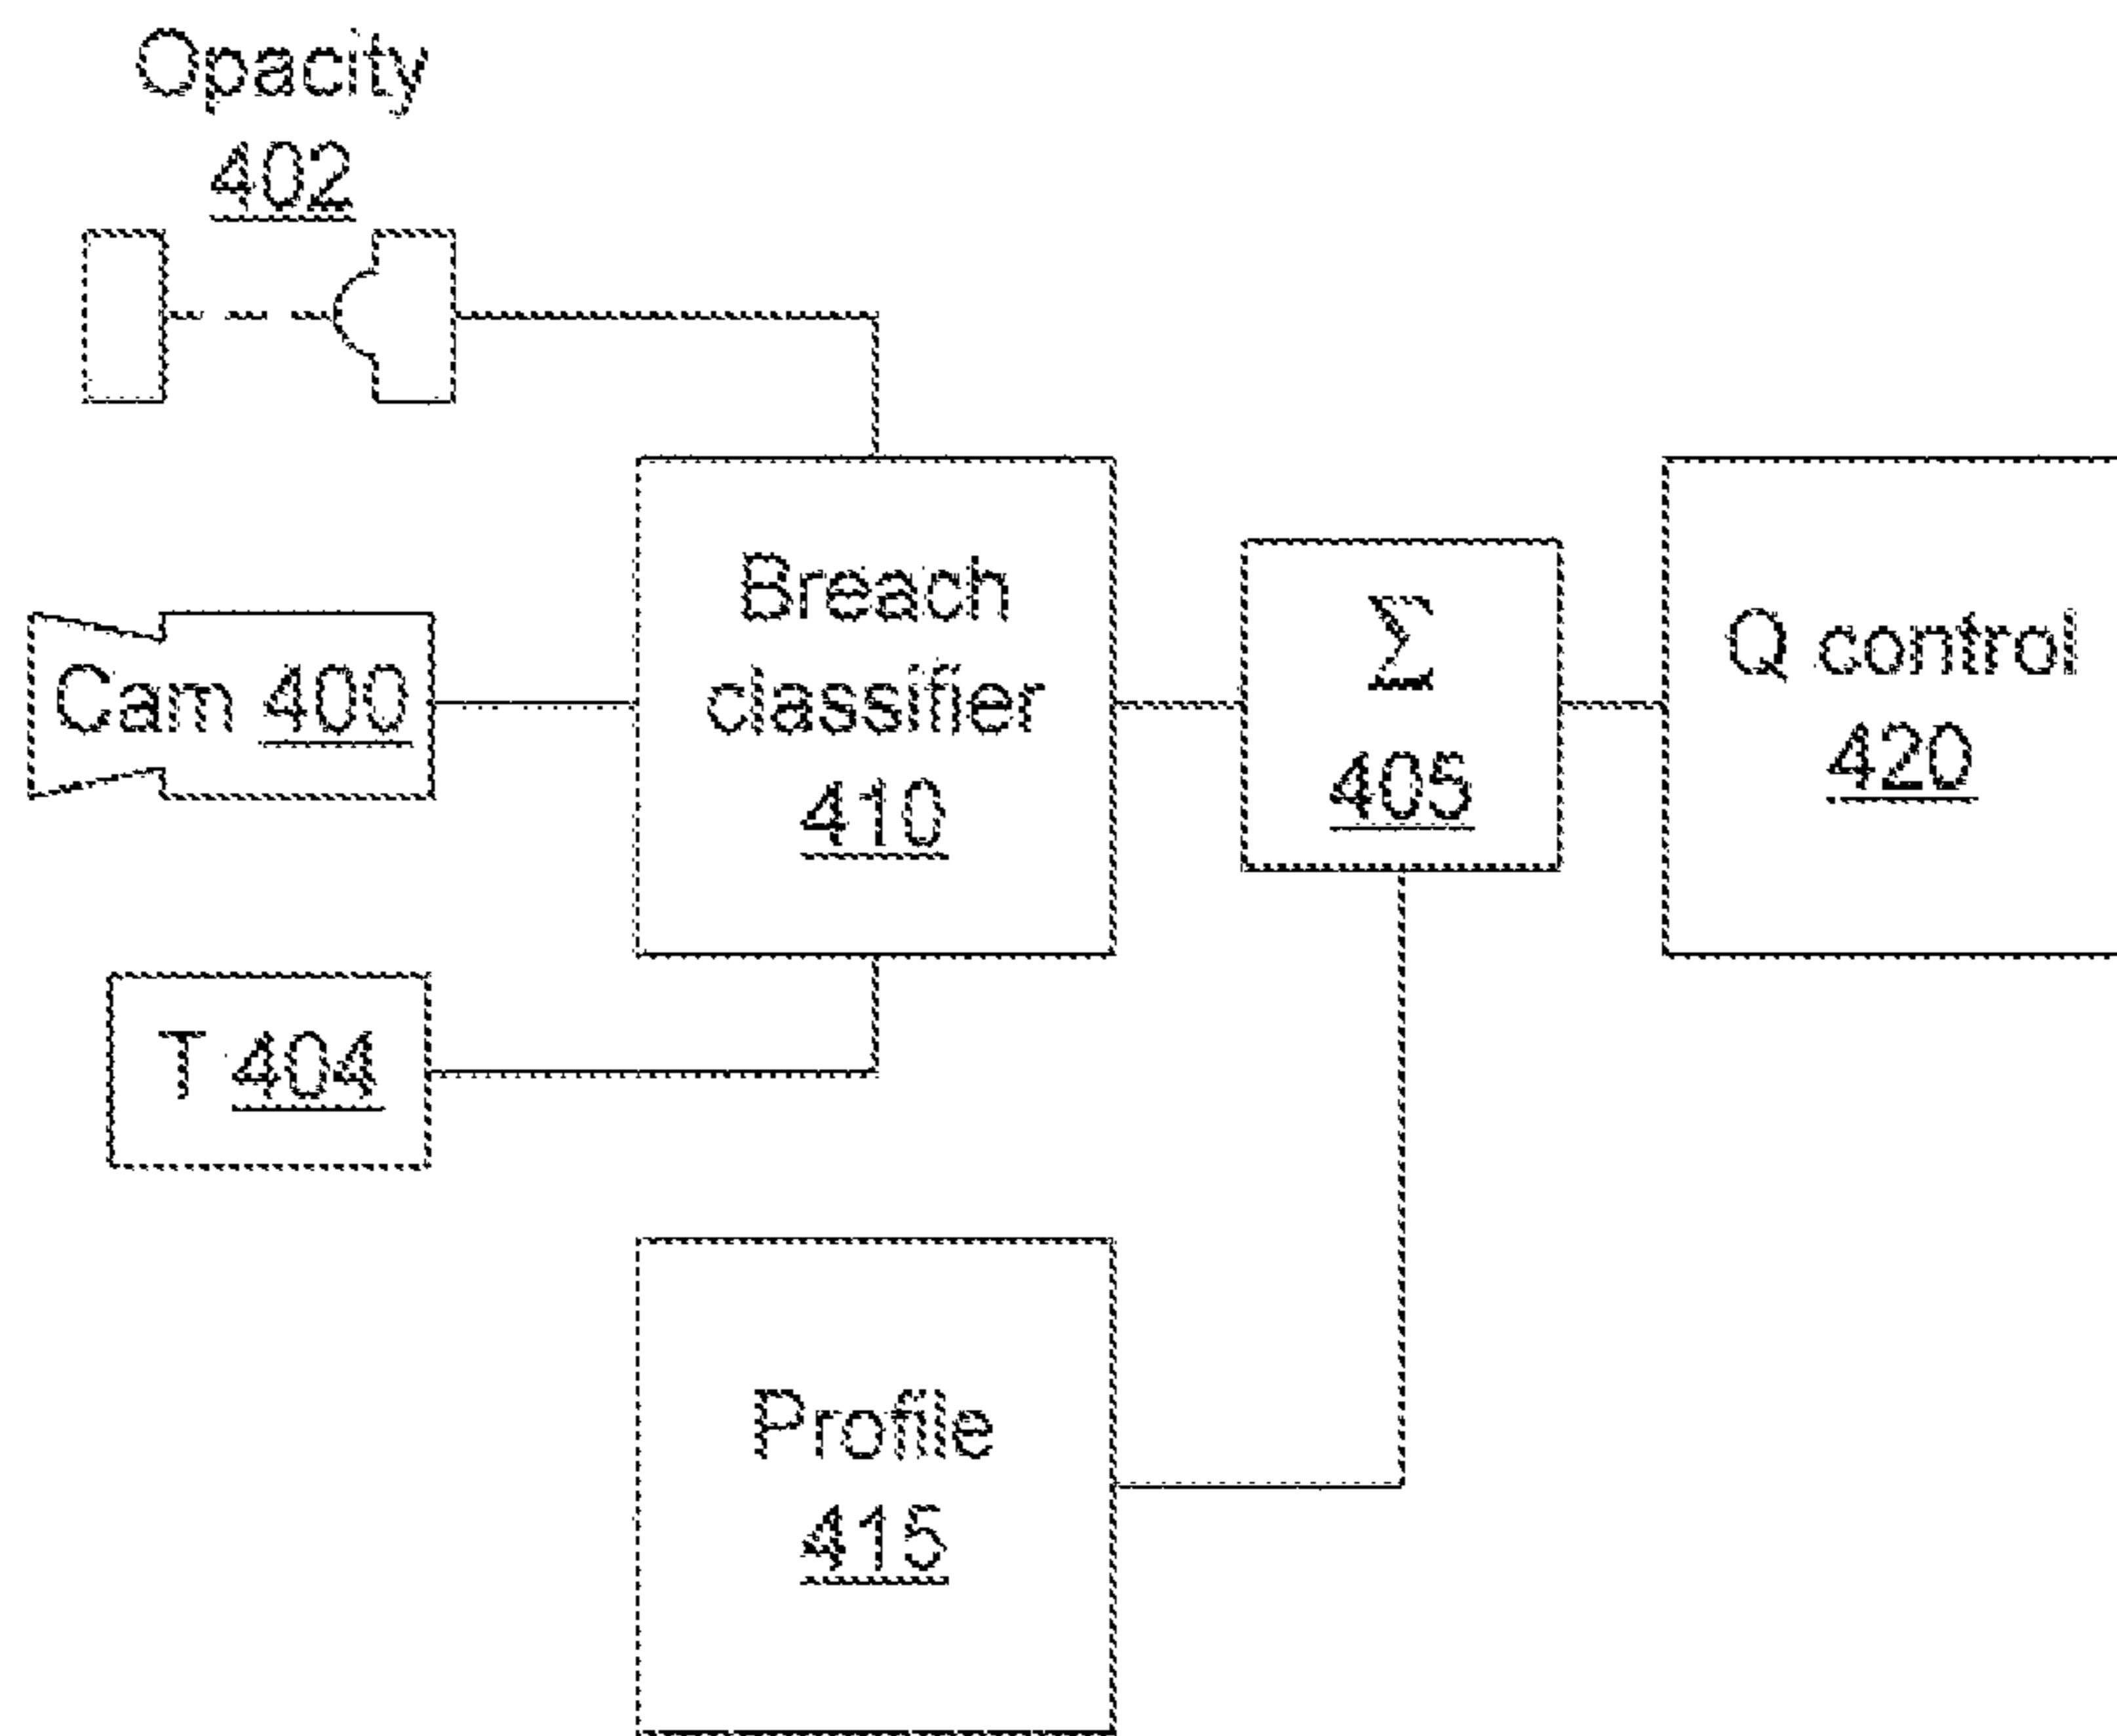 Opacity
402
Breach
classifier
410
Cam 400
Σ
405
Q control
420
T 404
Profile
415